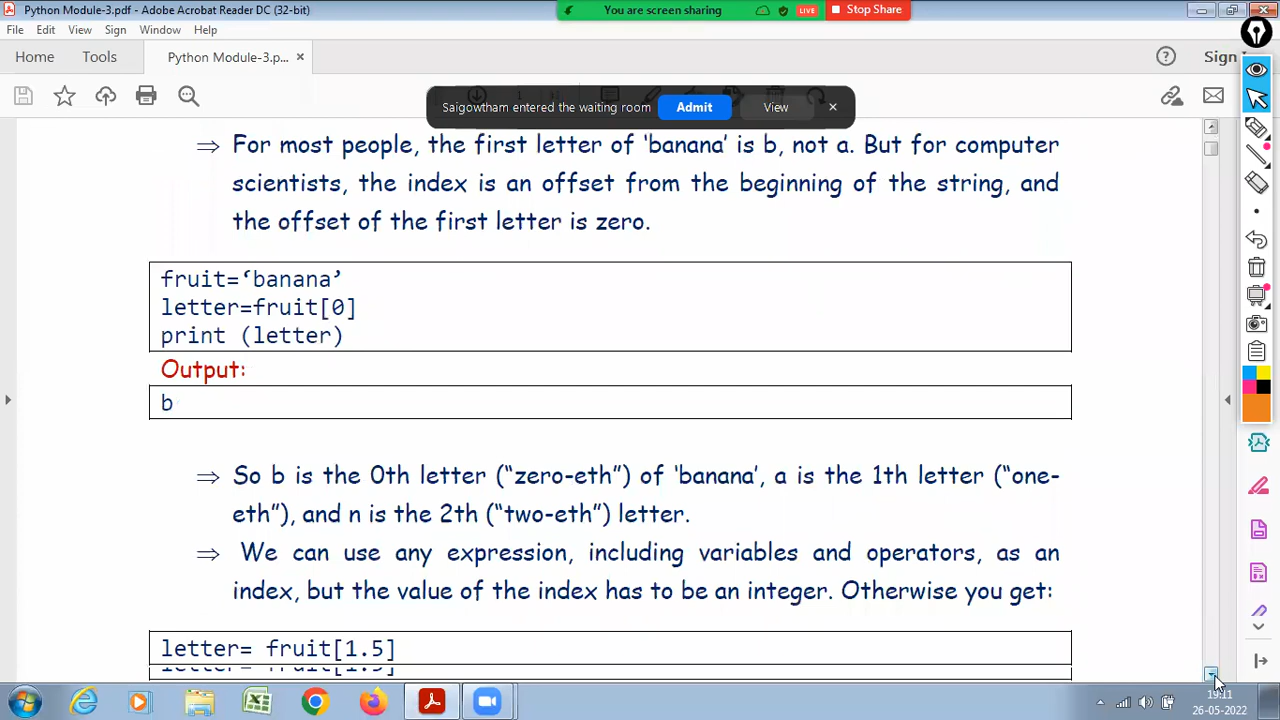 Python Module-3.pdf - Adobe Acrobat Reader DC (32-bit)
You are screen sharing
LIVE
Stop Share
File Edit View Sign Window Help
Home Tools Python Module-3.p... ×
Sign
Saigowtham entered the waiting room Admit View ×
⇒ For most people, the first letter of ‘banana’ is b, not a. But for computer
scientists, the index is an offset from the beginning of the string, and
the offset of the first letter is zero.
fruit=‘banana’
letter=fruit[0]
print (letter)
Output:
b
⇒ So b is the 0th letter (“zero-eth”) of ‘banana’, a is the 1th letter (“one-
eth”), and n is the 2th (“two-eth”) letter.
⇒ We can use any expression, including variables and operators, as an
index, but the value of the index has to be an integer. Otherwise you get:
letter= fruit[1.5]
letter= fruit[1.5]
19:11
26-05-2022